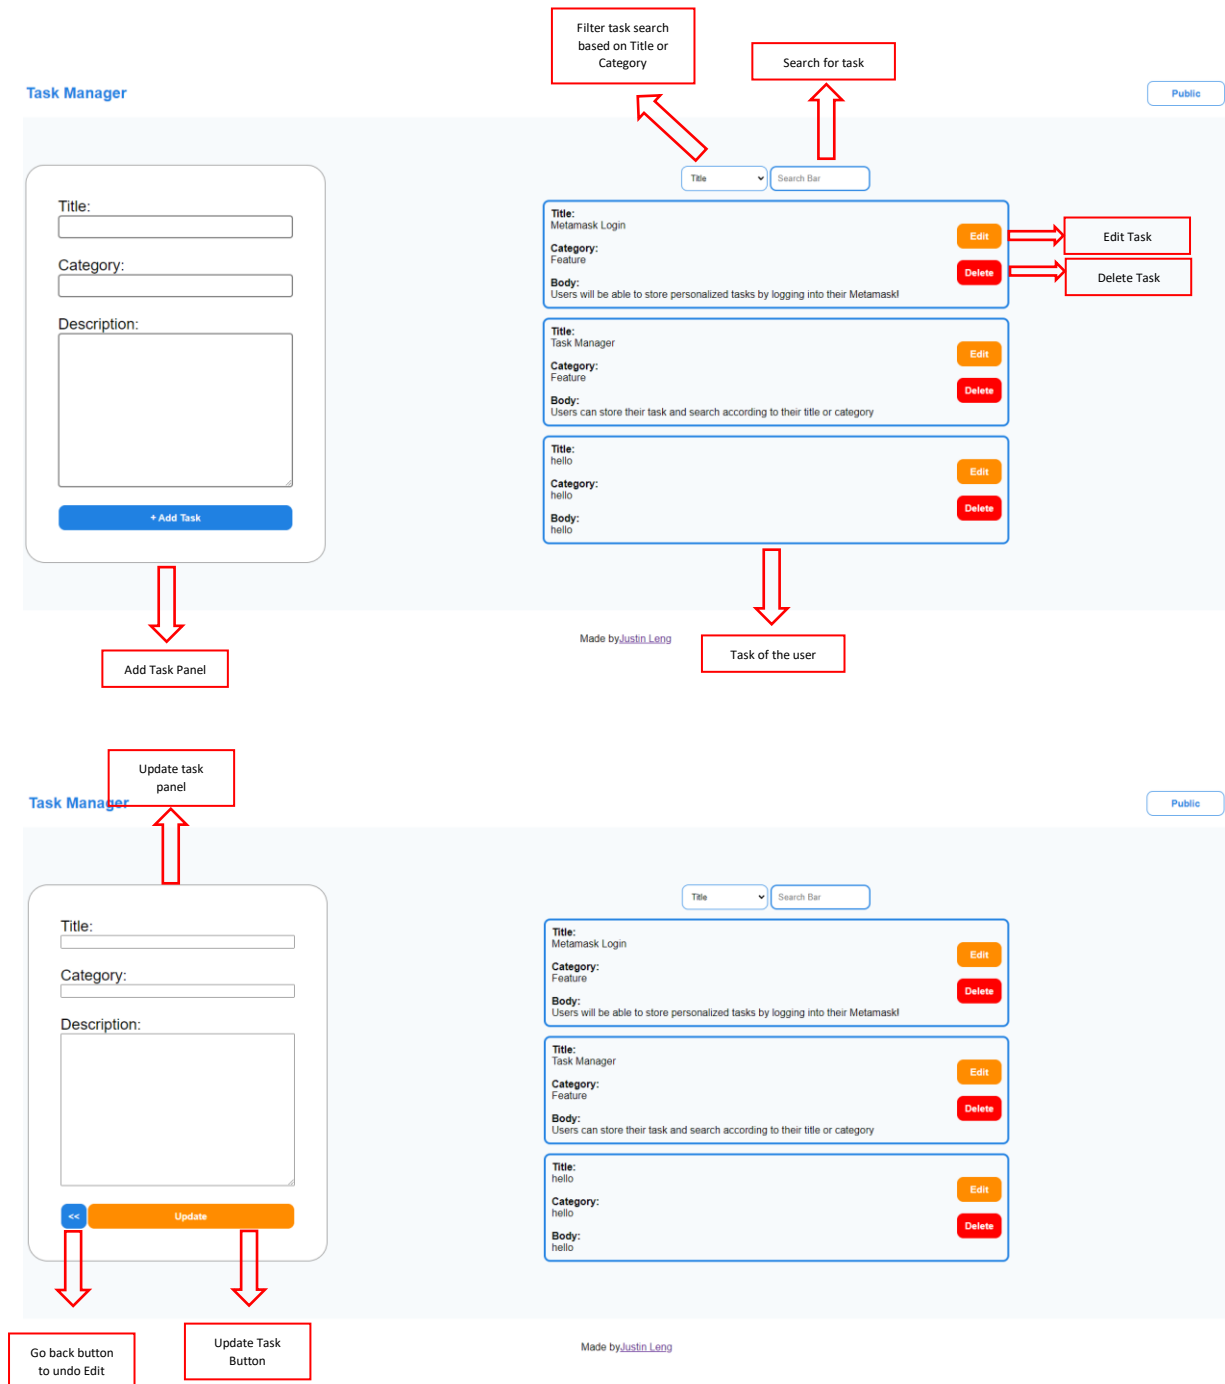 Filter task search
based on Title or
Category
Search for task
Task Manager
Public
Title
Search Bar
Title:
Category:
Description:
+ Add Task
Title:
Metamask Login
Category:
Feature
Body:
Users will be able to store personalized tasks by logging into their Metamask!
Edit
Delete
Edit Task
Delete Task
Title:
Task Manager
Category:
Feature
Body:
Users can store their task and search according to their title or category
Edit
Delete
Title:
hello
Category:
hello
Body:
hello
Edit
Delete
Made byJustin Leng
Add Task Panel
Task of the user
Update task
panel
Task Manager
Public
Title
Search Bar
Title:
Category:
Description:
<<
Update
Title:
Metamask Login
Category:
Feature
Body:
Users will be able to store personalized tasks by logging into their Metamask!
Edit
Delete
Title:
Task Manager
Category:
Feature
Body:
Users can store their task and search according to their title or category
Edit
Delete
Title:
hello
Category:
hello
Body:
hello
Edit
Delete
Go back button
to undo Edit
Update Task
Button
Made byJustin Leng